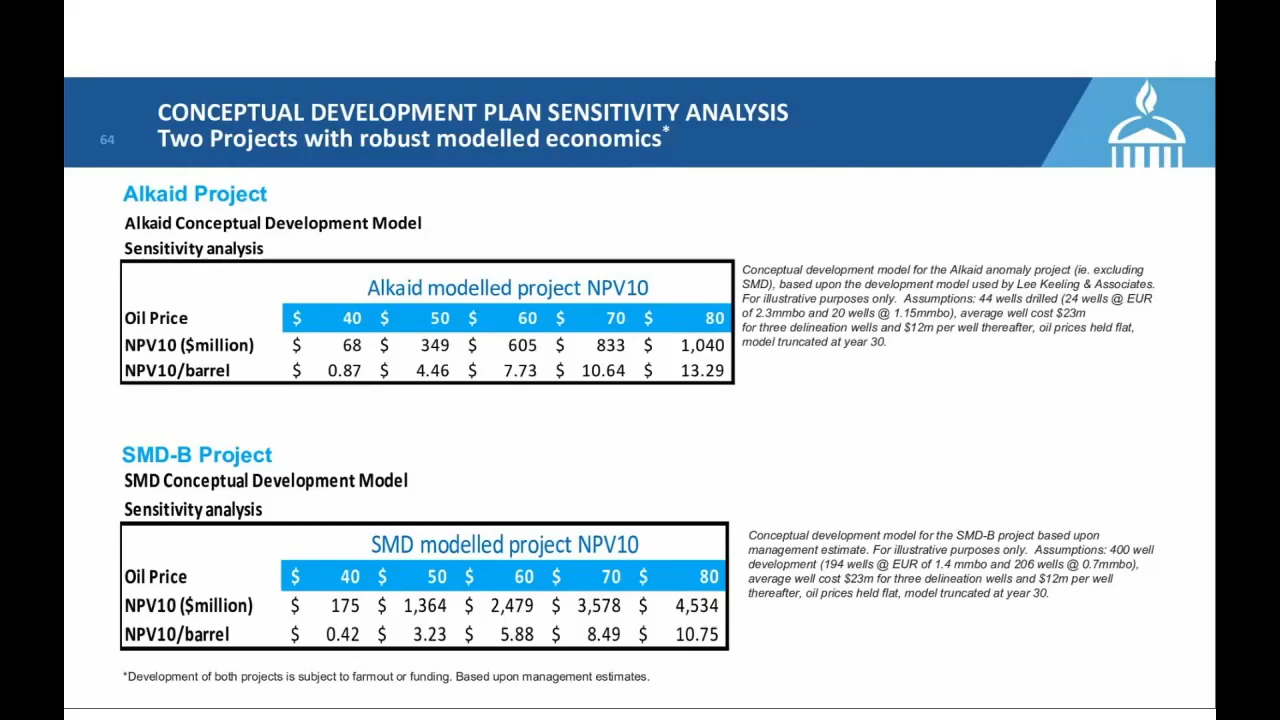 64
CONCEPTUAL DEVELOPMENT PLAN SENSITIVITY ANALYSIS
Two Projects with robust modelled economics*
Alkaid Project
Alkaid Conceptual Development Model
Sensitivity analysis
Alkaid modelled project NPV10
Oil Price $ 40 $ 50 $ 60 $ 70 $ 80
NPV10 ($million) $ 68 $ 349 $ 605 $ 833 $ 1,040
NPV10/barrel $ 0.87 $ 4.46 $ 7.73 $ 10.64 $ 13.29
Conceptual development model for the Alkaid anomaly project (ie. excluding
SMD), based upon the development model used by Lee Keeling & Associates.
For illustrative purposes only. Assumptions: 44 wells drilled (24 wells @ EUR
of 2.3mmbo and 20 wells @ 1.15mmbo), average well cost $23m
for three delineation wells and $12m per well thereafter, oil prices held flat,
model truncated at year 30.
SMD-B Project
SMD Conceptual Development Model
Sensitivity analysis
SMD modelled project NPV10
Oil Price $ 40 $ 50 $ 60 $ 70 $ 80
NPV10 ($million) $ 175 $ 1,364 $ 2,479 $ 3,578 $ 4,534
NPV10/barrel $ 0.42 $ 3.23 $ 5.88 $ 8.49 $ 10.75
Conceptual development model for the SMD-B project based upon
management estimate. For illustrative purposes only. Assumptions: 400 well
development (194 wells @ EUR of 1.4 mmbo and 206 wells @ 0.7mmbo),
average well cost $23m for three delineation wells and $12m per well
thereafter, oil prices held flat, model truncated at year 30.
*Development of both projects is subject to farmout or funding. Based upon management estimates.